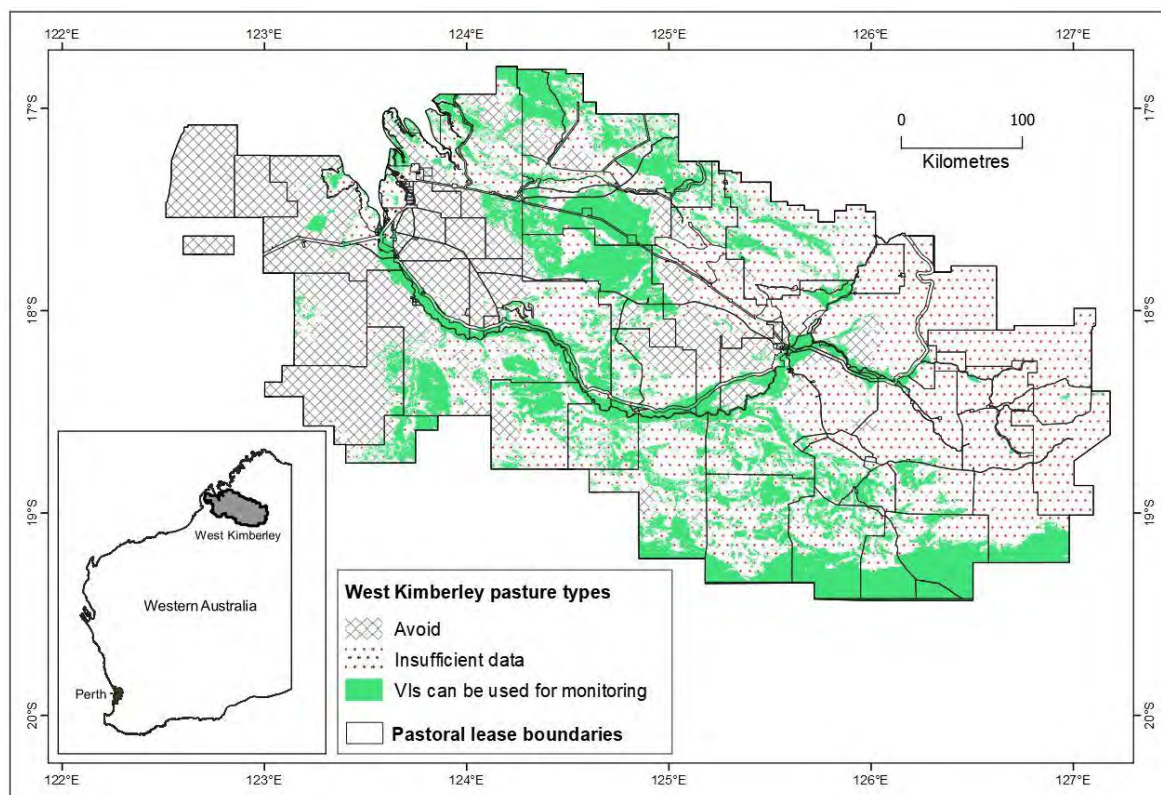 122°E 123°E 124°E 125°E 126°E 127°E
17°S 17°S
0 100
Kilometres
18°S 18°S
19°S 19°S
West Kimberley
Western Australia
Perth
West Kimberley pasture types
Avoid
Insufficient data
VIs can be used for monitoring
Pastoral lease boundaries
20°S 20°S
122°E 123°E 124°E 125°E 126°E 127°E